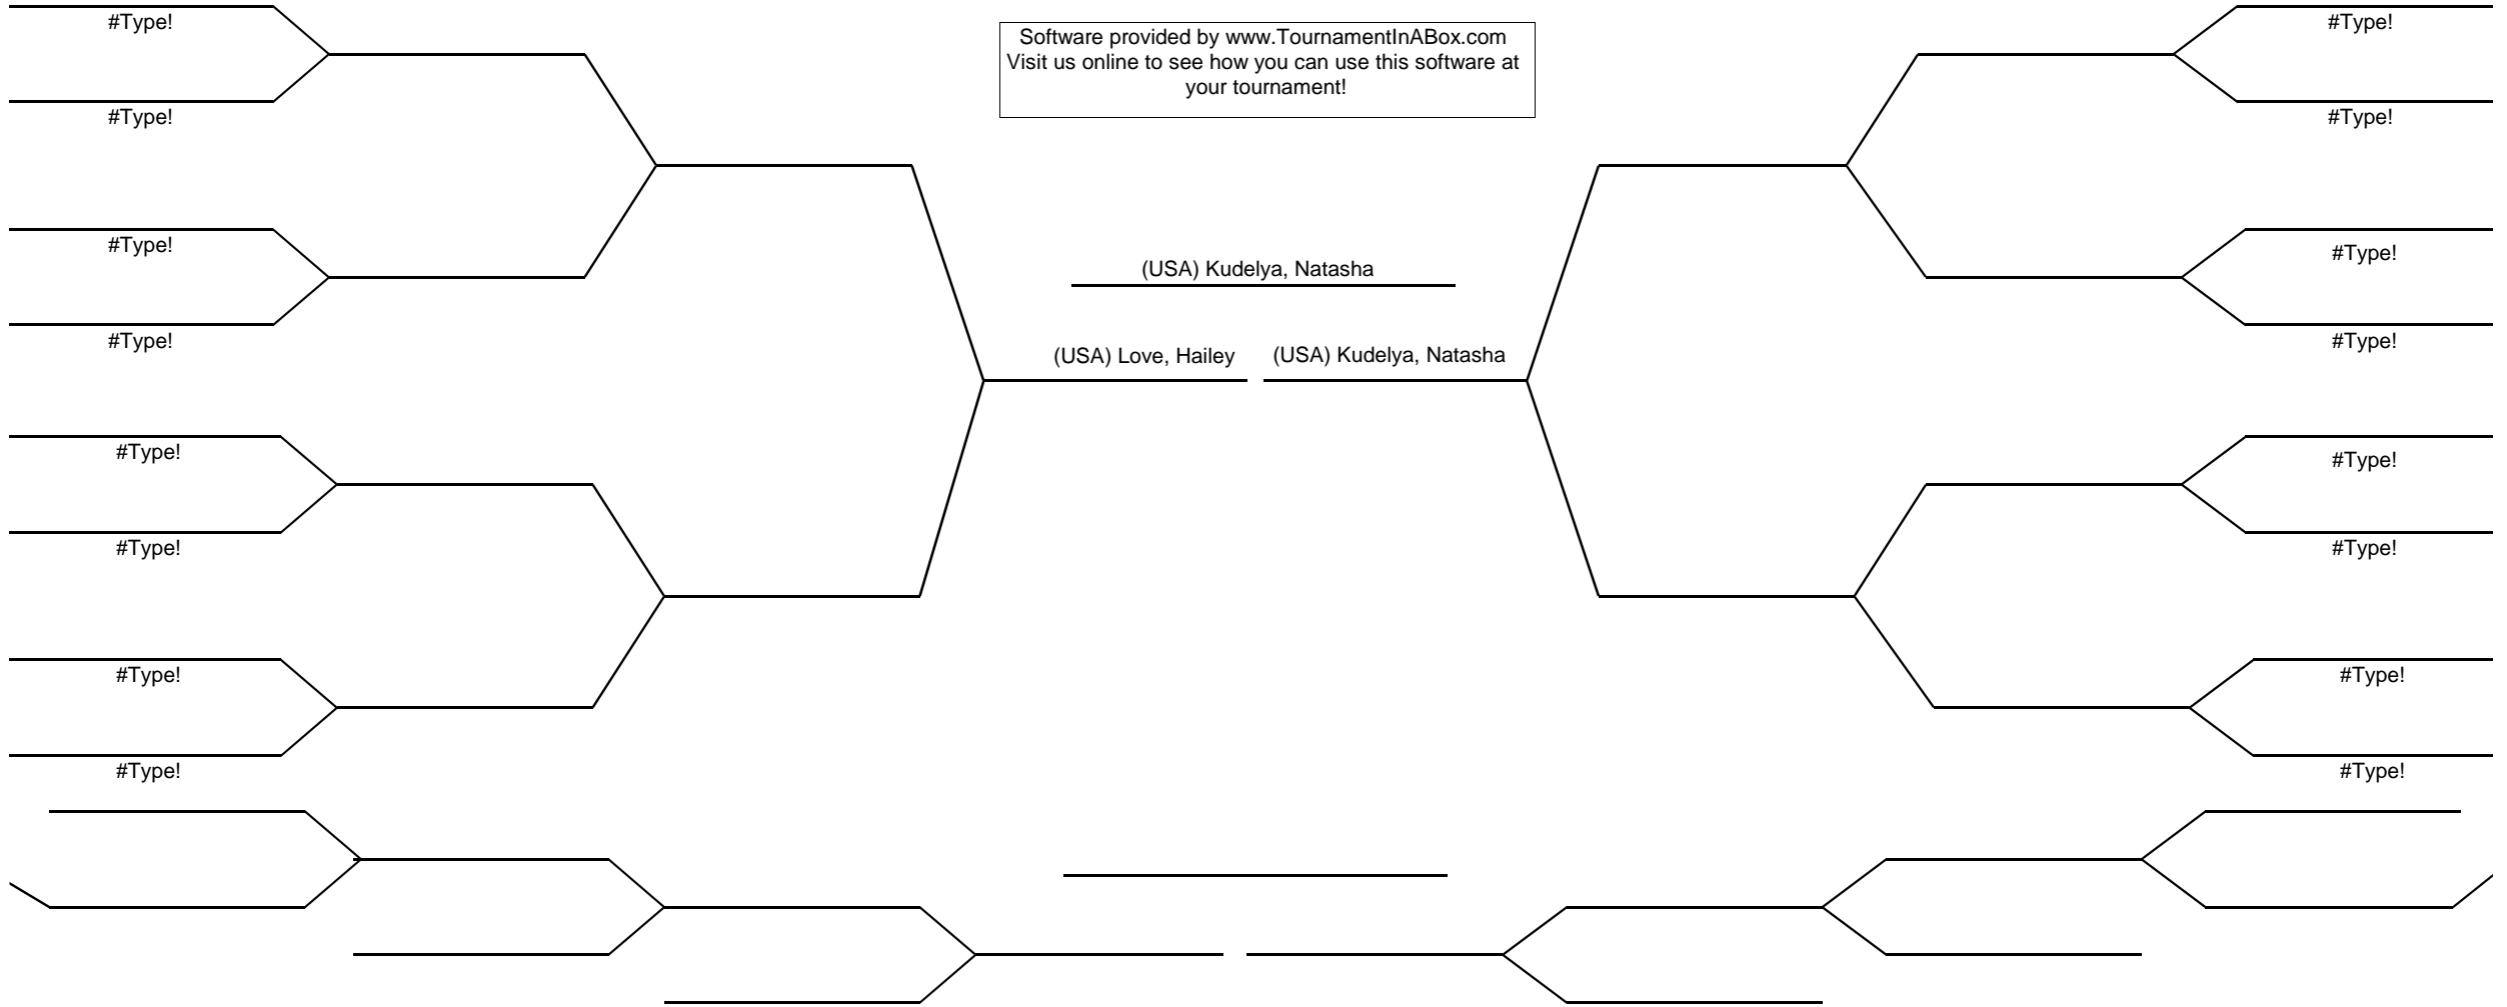 #Type!
Software provided by www.TournamentInABox.com
Visit us online to see how you can use this software at
your tournament!
#Type!
#Type!
#Type!
#Type!
#Type!
(USA) Kudelya, Natasha
#Type!
#Type!
#Type!
(USA) Love, Hailey
(USA) Kudelya, Natasha
#Type!
#Type!
#Type!
#Type!
#Type!
#Type!
#Type!
#Type!